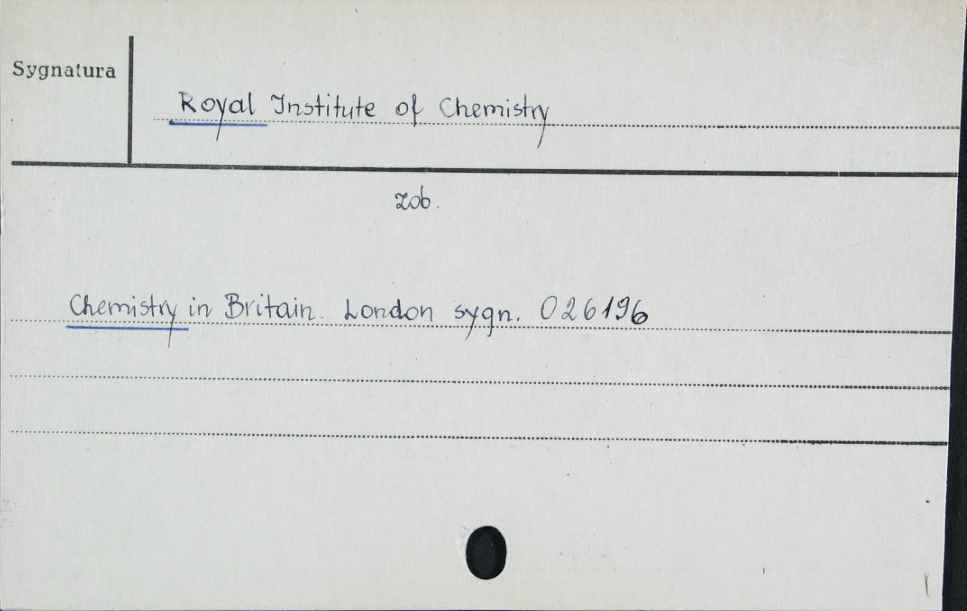 Sygnatura
Royal Institute of Chemistry
zob.
Chemistry in Britain. London sygn. 026196